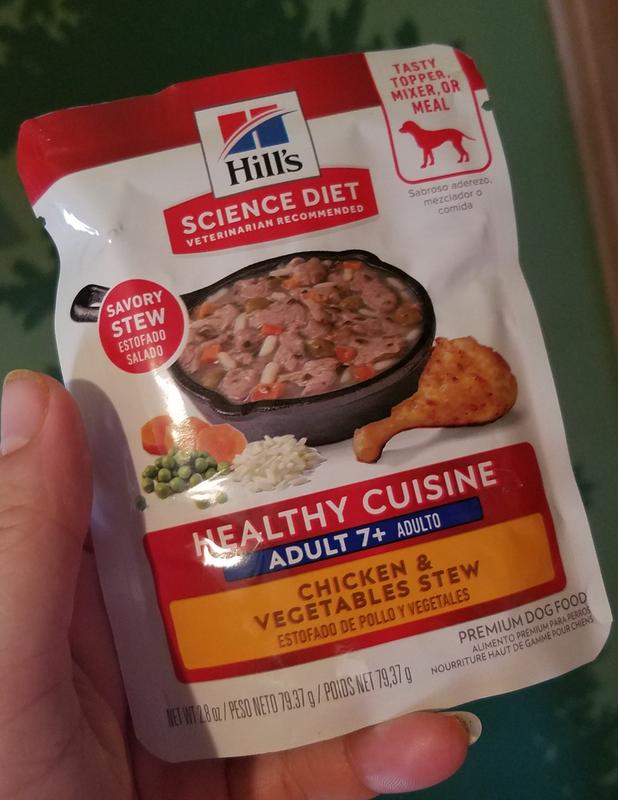 TASTY
TOPPER,
MIXER, OR
MEAL
Sabroso aderezo,
mezclador o
comida
Hill's
SCIENCE DIET
VETERINARIAN RECOMMENDED
SAVORY
STEW
ESTOFADO
SALADO
HEALTHY CUISINE
ADULT 7+ ADULTO
CHICKEN &
VEGETABLES STEW
ESTOFADO DE POLLO Y VEGETALES
PREMIUM DOG FOOD
ALIMENTO PREMIUM PARA PERROS
NOURRITURE HAUT DE GAMME POUR CHIENS
NET WT 2.8 oz / PESO NETO 79.37 g / POIDS NET 79,37 g